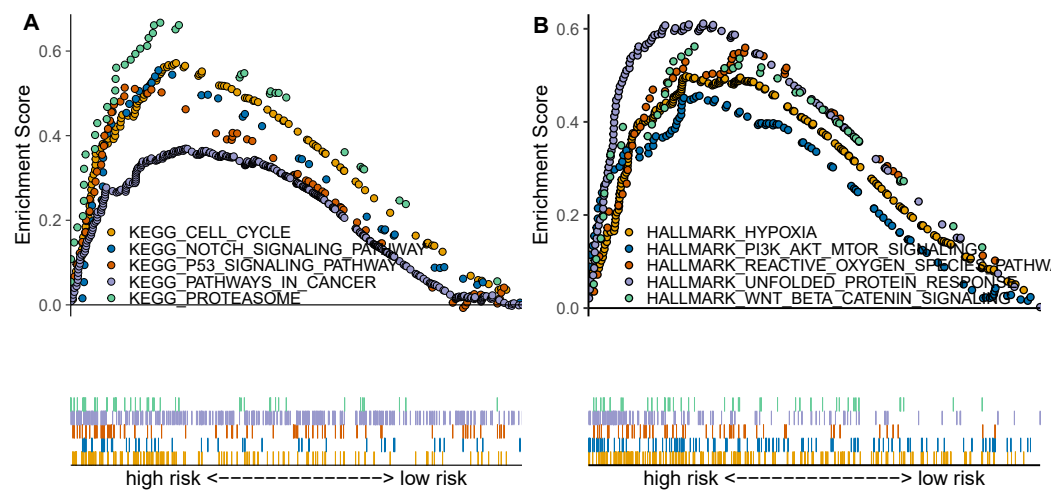 A
Enrichment Score
0.6
0.4
0.2
0.0
KEGG_CELL_CYCLE
KEGG_NOTCH_SIGNALING_PATHWAY
KEGG_P53_SIGNALING_PATHWAY
KEGG_PATHWAYS_IN_CANCER
KEGG_PROTEASOME
high risk <--------------> low risk
B
Enrichment Score
0.6
0.4
0.2
0.0
HALLMARK_HYPOXIA
HALLMARK_PI3K_AKT_MTOR_SIGNALING
HALLMARK_REACTIVE_OXYGEN_SPECIES_PATHWA
HALLMARK_UNFOLDED_PROTEIN_RESPONSE
HALLMARK_WNT_BETA_CATENIN_SIGNALING
high risk <--------------> low risk